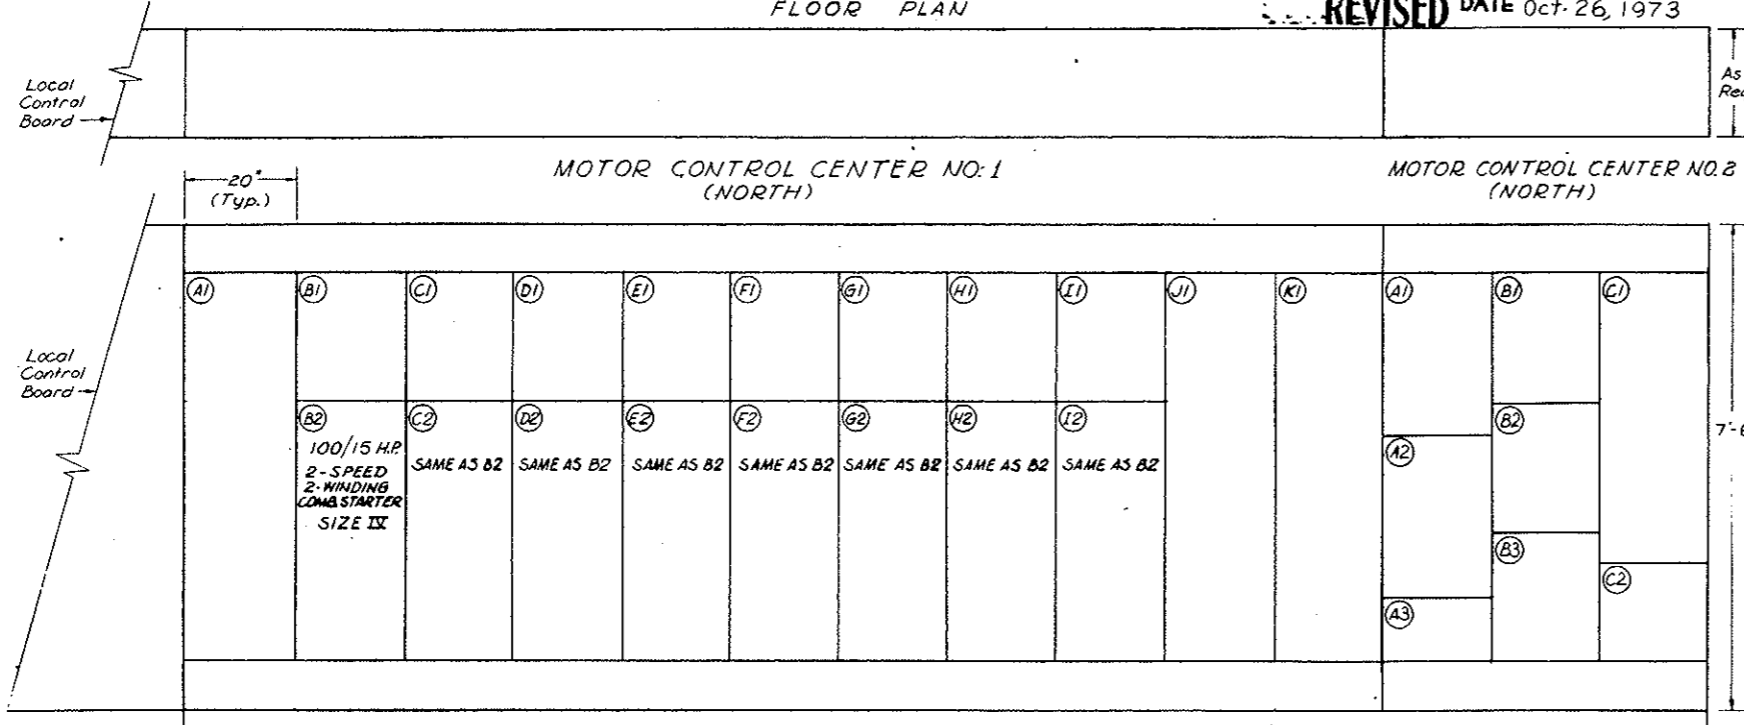 FLOOR PLAN
REVISED DATE Oct. 26, 1973
Local
Control
Board
As
MOTOR CONTROL CENTER NO. 1
(NORTH)
MOTOR CONTROL CENTER NO. 2
(NORTH)
20"
(Typ.)
A1 B1 C1 D1 E1 F1 G1 H1 I1 J1 K1 A1 B1 C1
Local
Control
Board
B2 C2 D2 E2 F2 G2 H2 I2 B2
100/15 H.P.
2-SPEED
2-WINDING
COMB STARTER
SIZE IV
SAME AS B2 SAME AS B2 SAME AS B2 SAME AS B2 SAME AS B2 SAME AS B2 SAME AS B2
A2
B3
C2
A3